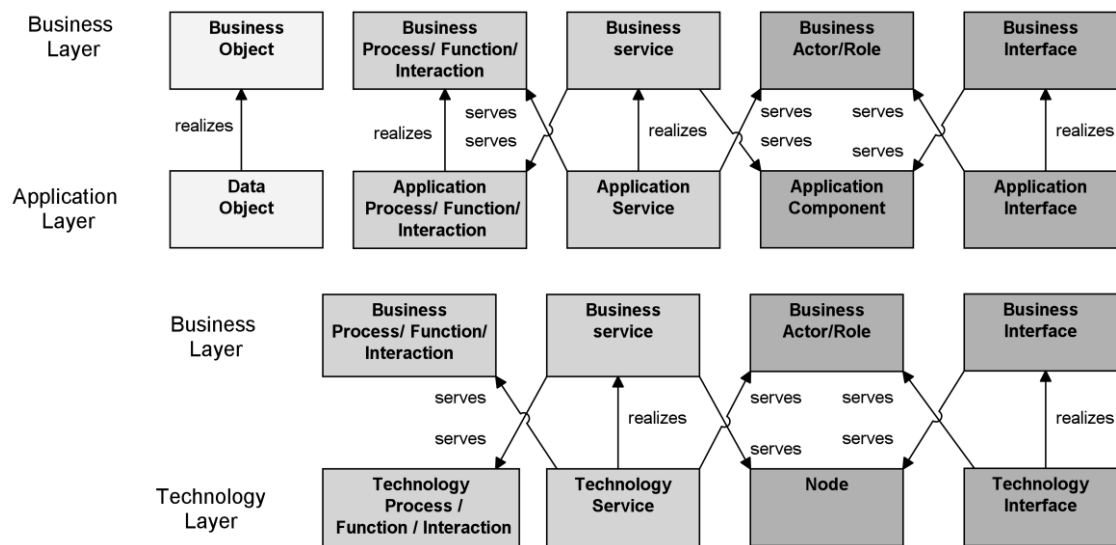 Business
Layer
Business
Object
Business
Process/ Function/
Interaction
Business
service
Business
Actor/Role
Business
Interface
realizes
realizes
serves
serves
realizes
serves
serves
serves
serves
realizes
Application
Layer
Data
Object
Application
Process/ Function/
Interaction
Application
Service
Application
Component
Application
Interface
Business
Layer
Business
Process/ Function/
Interaction
Business
service
Business
Actor/Role
Business
Interface
serves
serves
realizes
serves
serves
serves
serves
realizes
Technology
Layer
Technology
Process /
Function / Interaction
Technology
Service
Node
Technology
Interface